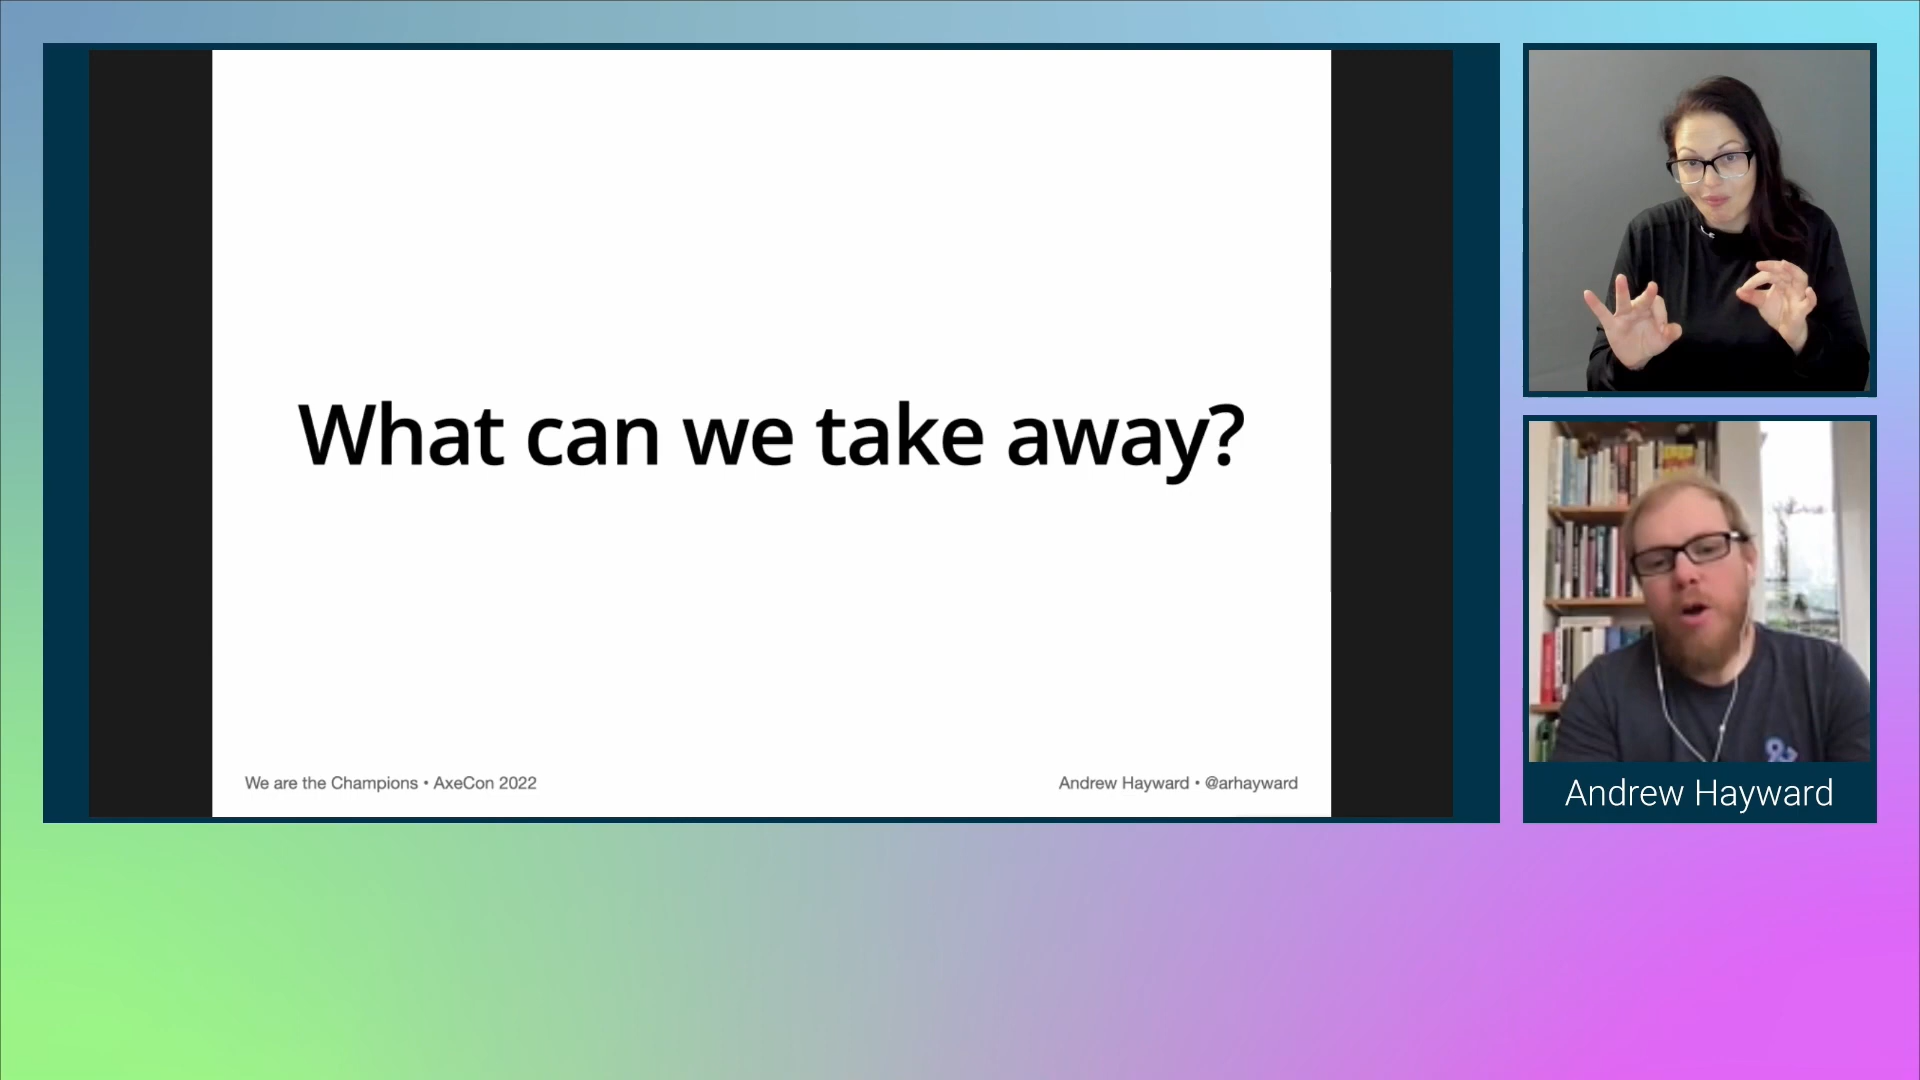 What can we take away?
We are the Champions • AxeCon 2022
Andrew Hayward • @arhayward
Andrew Hayward